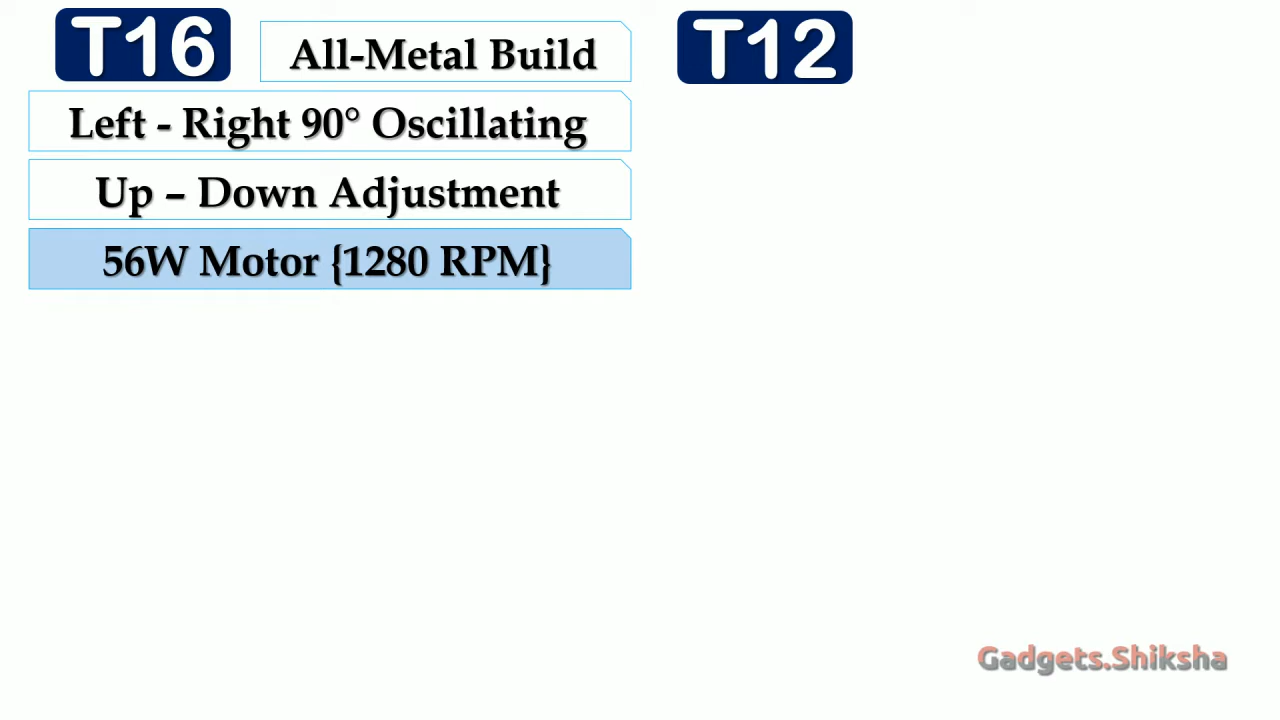 T16
All-Metal Build
T12
Left - Right 90° Oscillating
Up – Down Adjustment
56W Motor {1280 RPM}
Gadgets.Shiksha